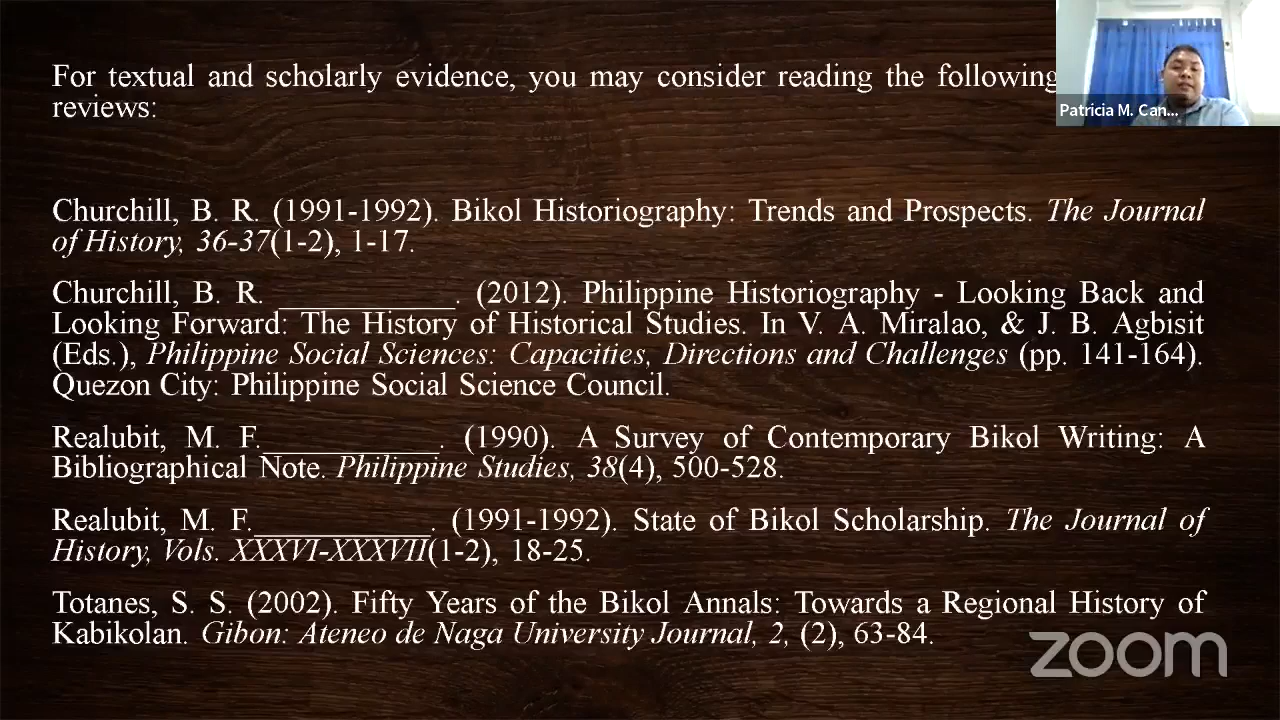 For textual and scholarly evidence, you may consider reading the following
reviews:
Patricia M. Can...
Churchill, B. R. (1991-1992). Bikol Historiography: Trends and Prospects. The Journal
of History, 36-37(1-2), 1-17.
Churchill, B. R. ____________. (2012). Philippine Historiography - Looking Back and
Looking Forward: The History of Historical Studies. In V. A. Miralao, & J. B. Agbisit
(Eds.), Philippine Social Sciences: Capacities, Directions and Challenges (pp. 141-164).
Quezon City: Philippine Social Science Council.
Realubit, M. F.____________. (1990). A Survey of Contemporary Bikol Writing: A
Bibliographical Note. Philippine Studies, 38(4), 500-528.
Realubit, M. F.____________. (1991-1992). State of Bikol Scholarship. The Journal of
History, Vols. XXXVI-XXXVII(1-2), 18-25.
Totanes, S. S. (2002). Fifty Years of the Bikol Annals: Towards a Regional History of
Kabikolan. Gibon: Ateneo de Naga University Journal, 2, (2), 63-84.
zoom